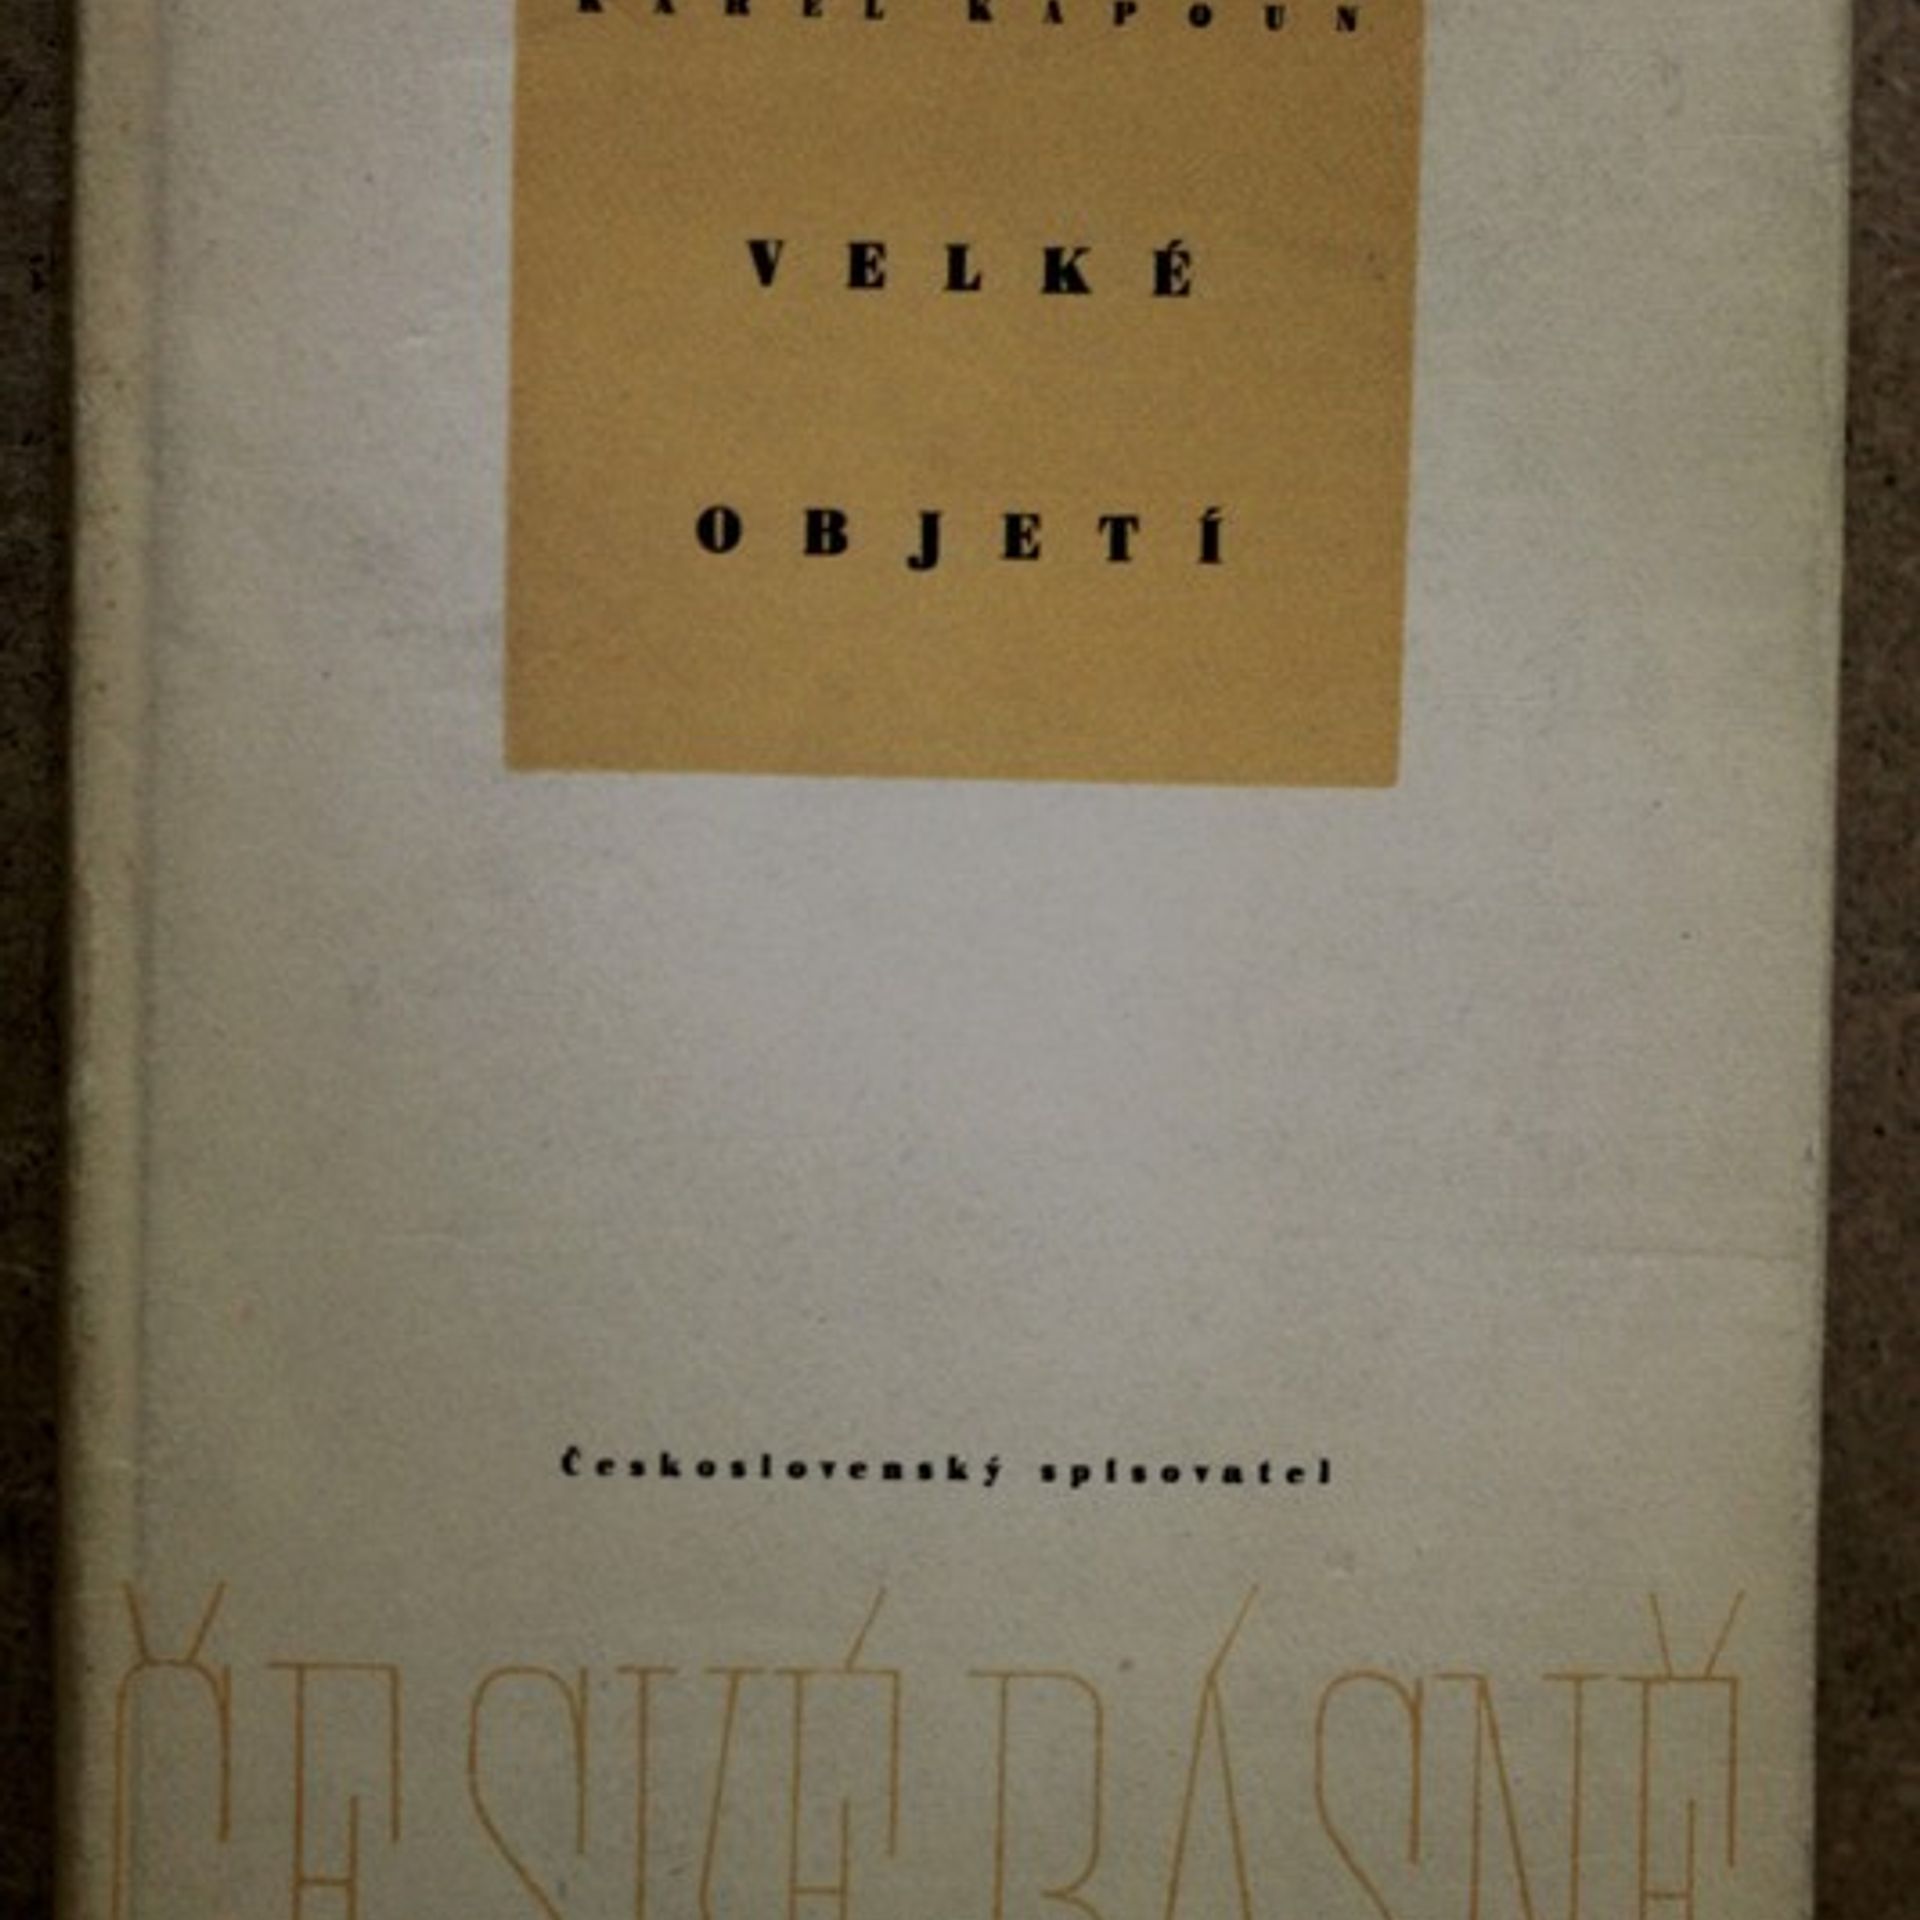 KAREL KAPOUN
VELKÉ
OBJETÍ
Československý spisovatel
ČESKÉ BÁSNĚ